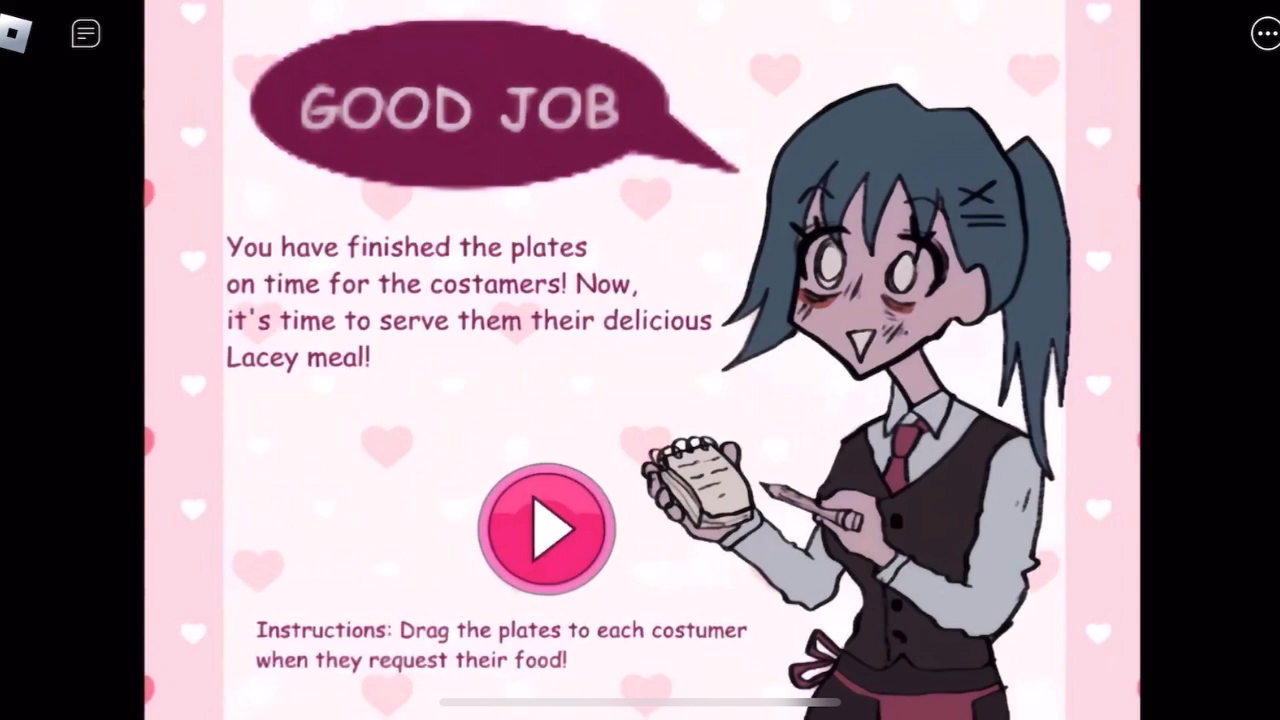 GOOD JOB
You have finished the plates
on time for the costamers! Now,
it's time to serve them their delicious
Lacey meal!
Instructions: Drag the plates to each costumer
when they request their food!